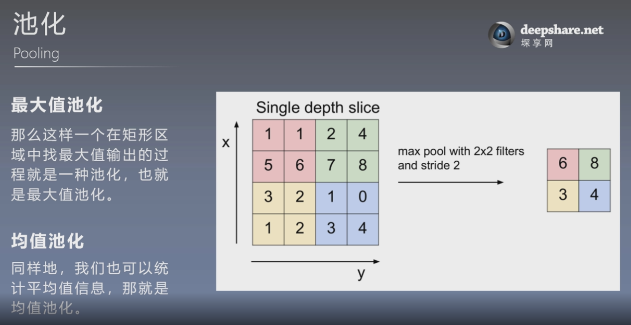 池化
Pooling
deepshare.net
深享网
最大值池化
那么这样一个在矩形区
域中找最大值输出的过
程就是一种池化，也就
是最大值池化。
均值池化
同样地，我们也可以统
计平均值信息，那就是
均值池化。
Single depth slice
x
1 1 2 4
5 6 7 8
3 2 1 0
1 2 3 4
y
max pool with 2x2 filters
and stride 2
6 8
3 4